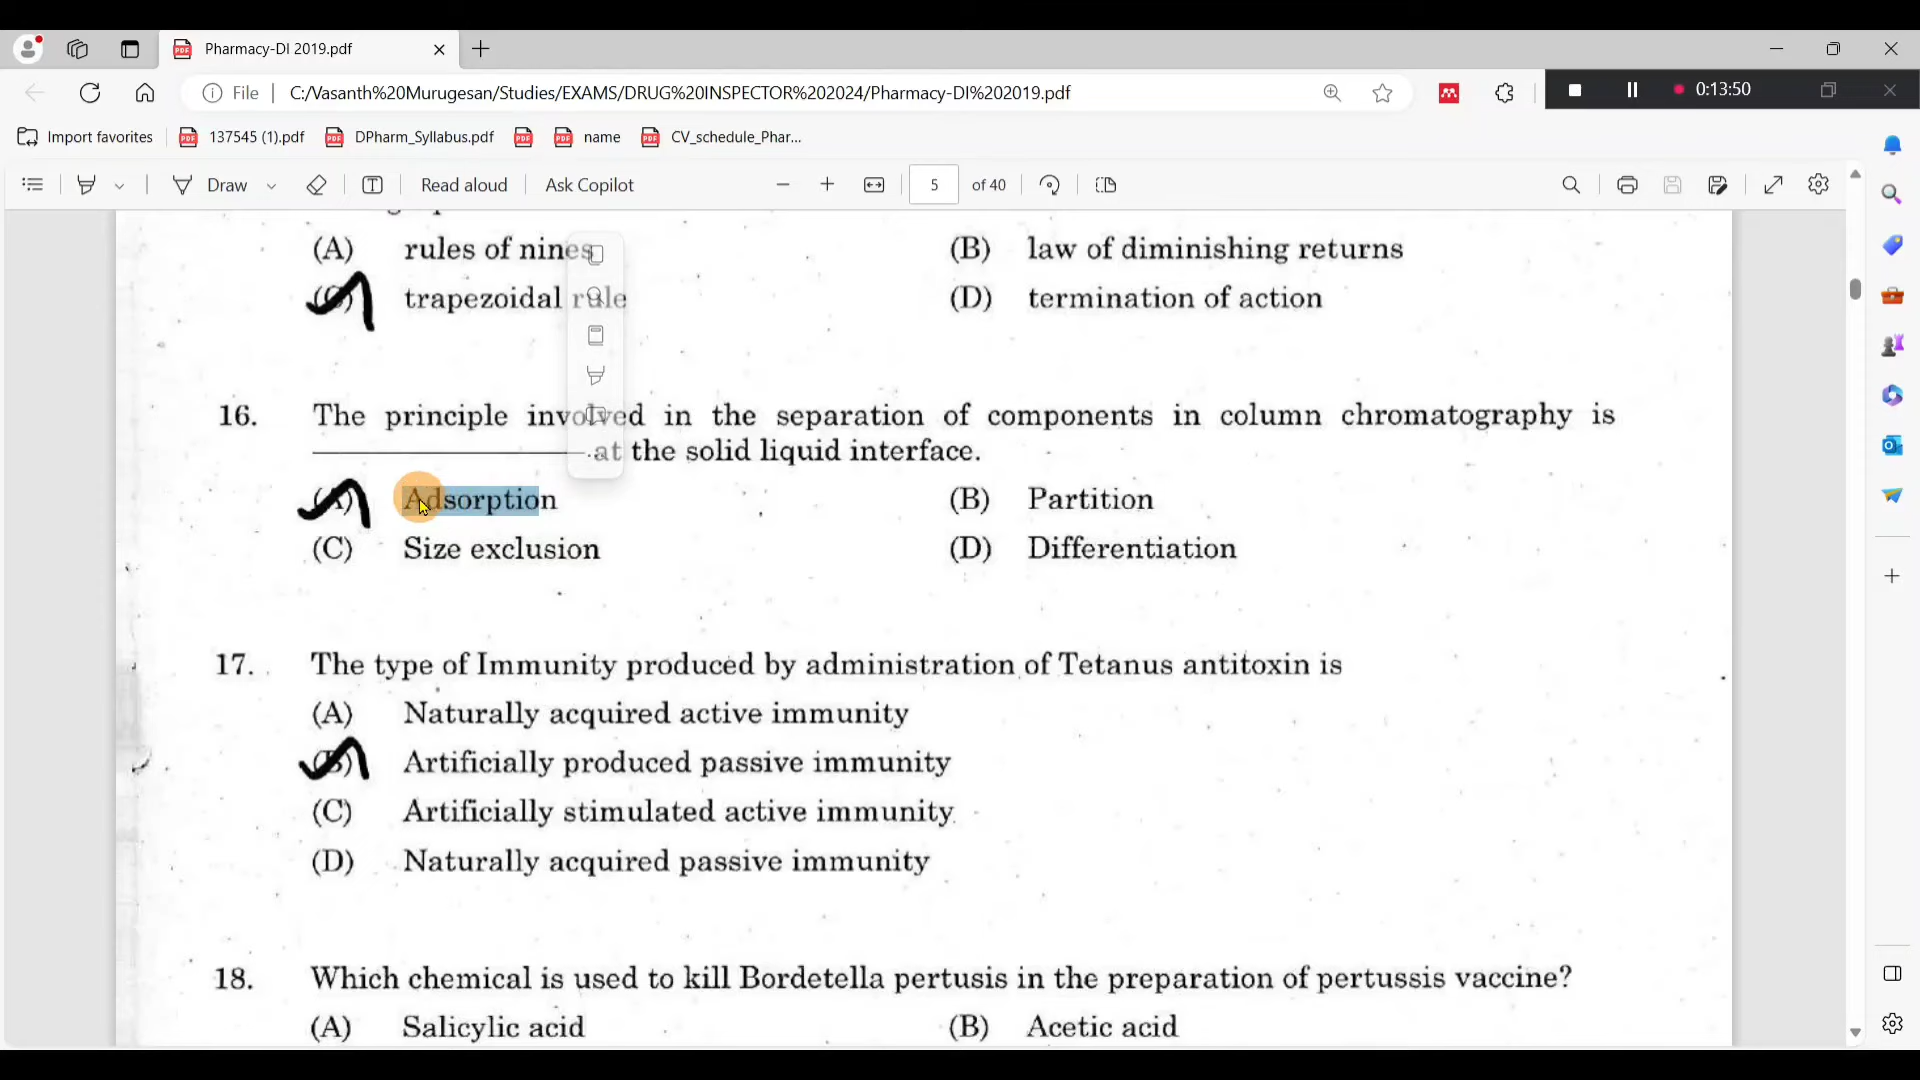 Pharmacy-DI 2019.pdf
File | C:/Vasanth%20Murugesan/Studies/EXAMS/DRUG%20INSPECTOR%202024/Pharmacy-DI%202019.pdf
0:13:50
Import favorites 137545 (1).pdf DPharm_Syllabus.pdf name CV_schedule_Phar...
Draw Read aloud Ask Copilot 5 of 40
(A) rules of nines (B) law of diminishing returns
(C) trapezoidal rule (D) termination of action
16. The principle involved in the separation of components in column chromatography is
at the solid liquid interface.
(A) Adsorption (B) Partition
(C) Size exclusion (D) Differentiation
17. The type of Immunity produced by administration of Tetanus antitoxin is
(A) Naturally acquired active immunity
(B) Artificially produced passive immunity
(C) Artificially stimulated active immunity
(D) Naturally acquired passive immunity
18. Which chemical is used to kill Bordetella pertusis in the preparation of pertussis vaccine?
(A) Salicylic acid (B) Acetic acid